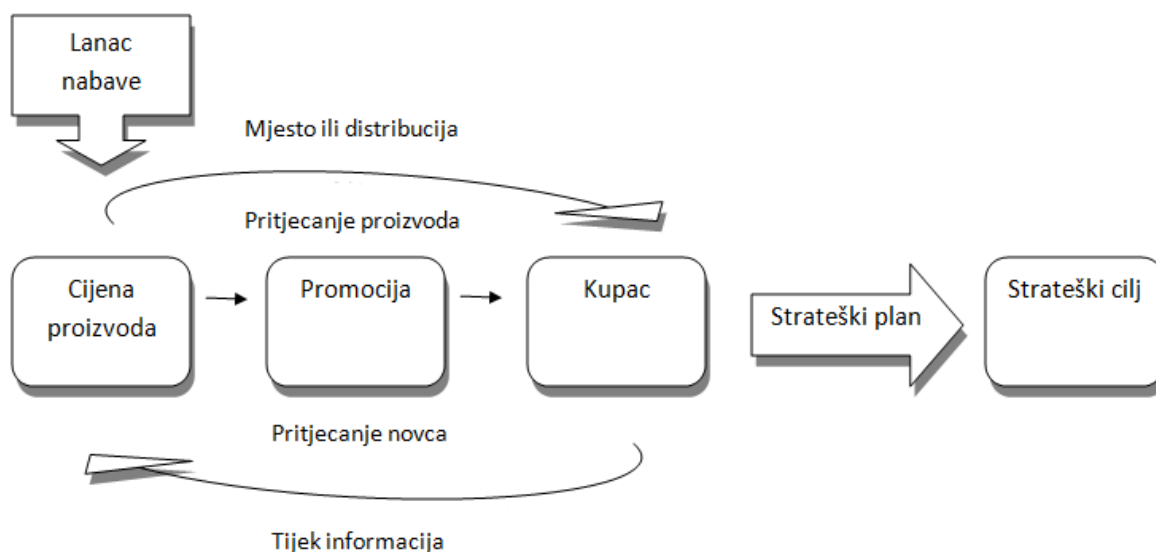 Lanac
nabave
Mjesto ili distribucija
Pritjecanje proizvoda
Cijena
proizvoda
Promocija
Kupac
Strateški plan
Strateški cilj
Pritjecanje novca
Tijek informacija